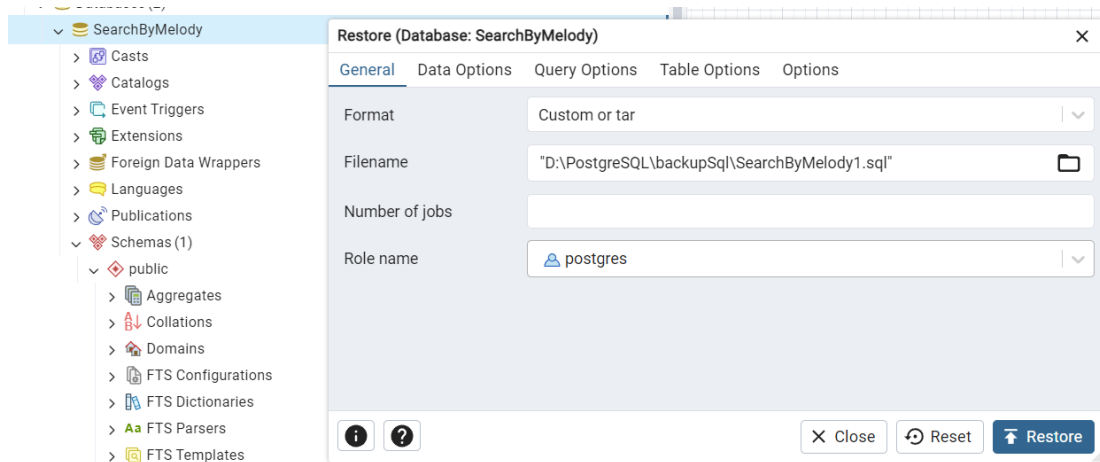 SearchByMelody
Casts
Catalogs
Event Triggers
Extensions
Foreign Data Wrappers
Languages
Publications
Schemas (1)
public
Aggregates
Collations
Domains
FTS Configurations
FTS Dictionaries
Aa FTS Parsers
FTS Templates
Restore (Database: SearchByMelody)
General Data Options Query Options Table Options Options
Format Custom or tar
Filename "D:\PostgreSQL\backupSql\SearchByMelody1.sql"
Number of jobs
Role name postgres
Close Reset Restore